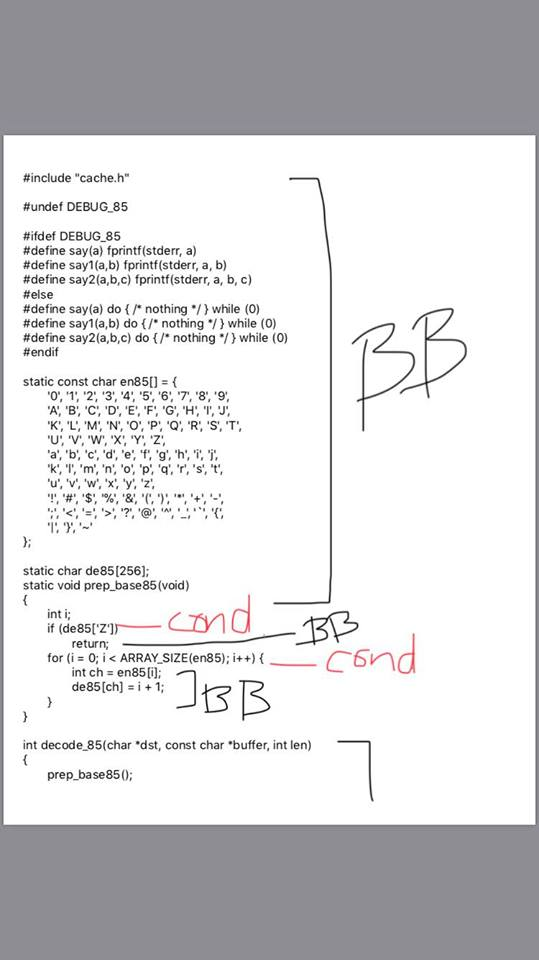 #include "cache.h"
#undef DEBUG_85
#ifdef DEBUG_85
#define say(a) fprintf(stderr, a)
#define say1(a,b) fprintf(stderr, a, b)
#define say2(a,b,c) fprintf(stderr, a, b, c)
#else
#define say(a) do { /* nothing */ } while (0)
#define say1(a,b) do { /* nothing */ } while (0)
#define say2(a,b,c) do { /* nothing */ } while (0)
#endif
BB
static const char en85[] = {
'0', '1', '2', '3', '4', '5', '6', '7', '8', '9',
'A', 'B', 'C', 'D', 'E', 'F', 'G', 'H', 'I', 'J',
'K', 'L', 'M', 'N', 'O', 'P', 'Q', 'R', 'S', 'T',
'U', 'V', 'W', 'X', 'Y', 'Z',
'a', 'b', 'c', 'd', 'e', 'f', 'g', 'h', 'i', 'j',
'k', 'l', 'm', 'n', 'o', 'p', 'q', 'r', 's', 't',
'u', 'v', 'w', 'x', 'y', 'z',
'!', '#', '$', '%', '&', '(', ')', '*', '+', '-',
';', '<', '=', '>', '?', '@', '^', '_', '`', '{',
'|', '}', '~'
};
static char de85[256];
static void prep_base85(void)
{
int i;
if (de85['Z']) cond
return; BB
for (i = 0; i < ARRAY_SIZE(en85); i++) { cond
int ch = en85[i];
de85[ch] = i + 1; BB
}
}
int decode_85(char *dst, const char *buffer, int len)
{
prep_base85();